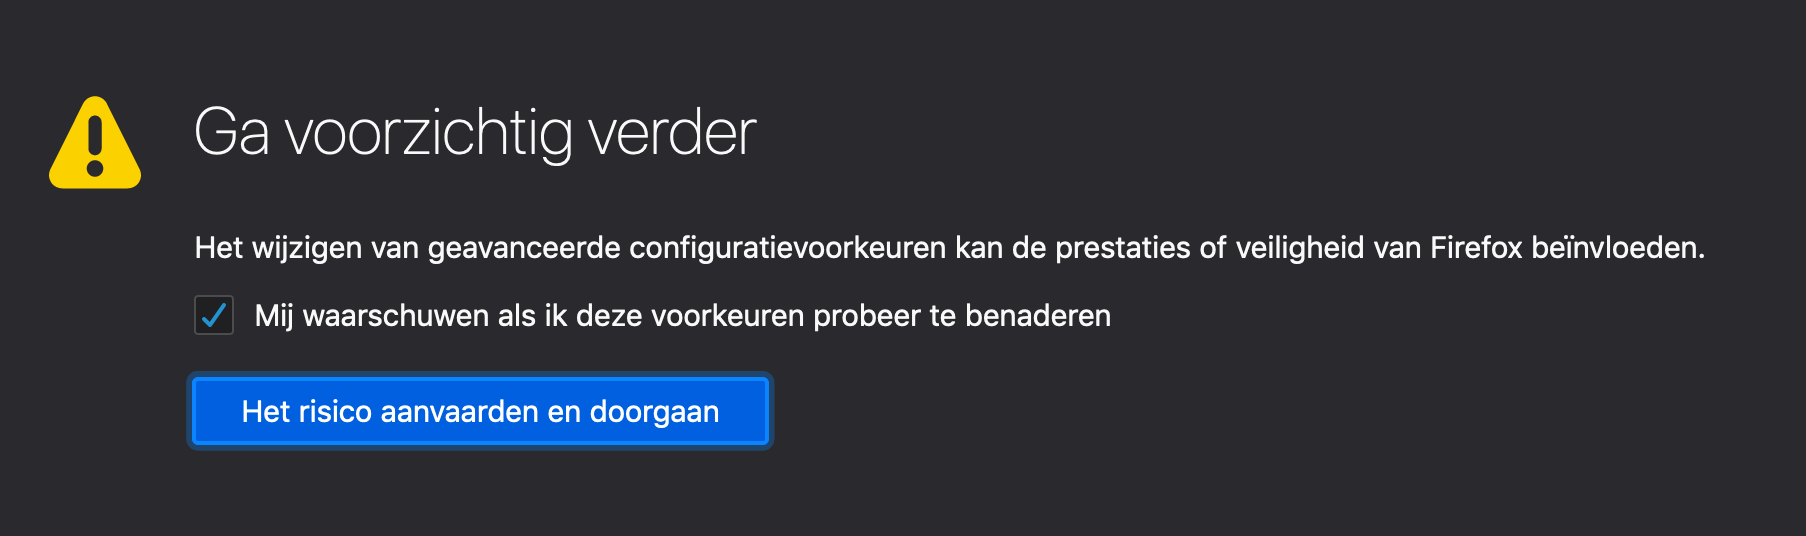 Ga voorzichtig verder
Het wijzigen van geavanceerde configuratievoorkeuren kan de prestaties of veiligheid van Firefox beïnvloeden.
Mij waarschuwen als ik deze voorkeuren probeer te benaderen
Het risico aanvaarden en doorgaan